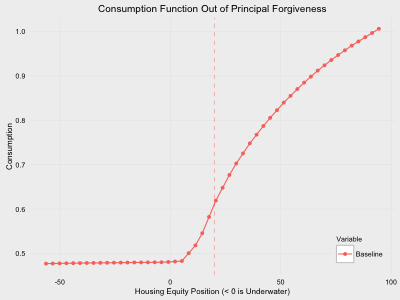 Consumption Function Out of Principal Forgiveness
1.0
0.9
0.8
0.7
0.6
0.5
Consumption
-50
0
50
100
Housing Equity Position (< 0 is Underwater)
Variable
Baseline